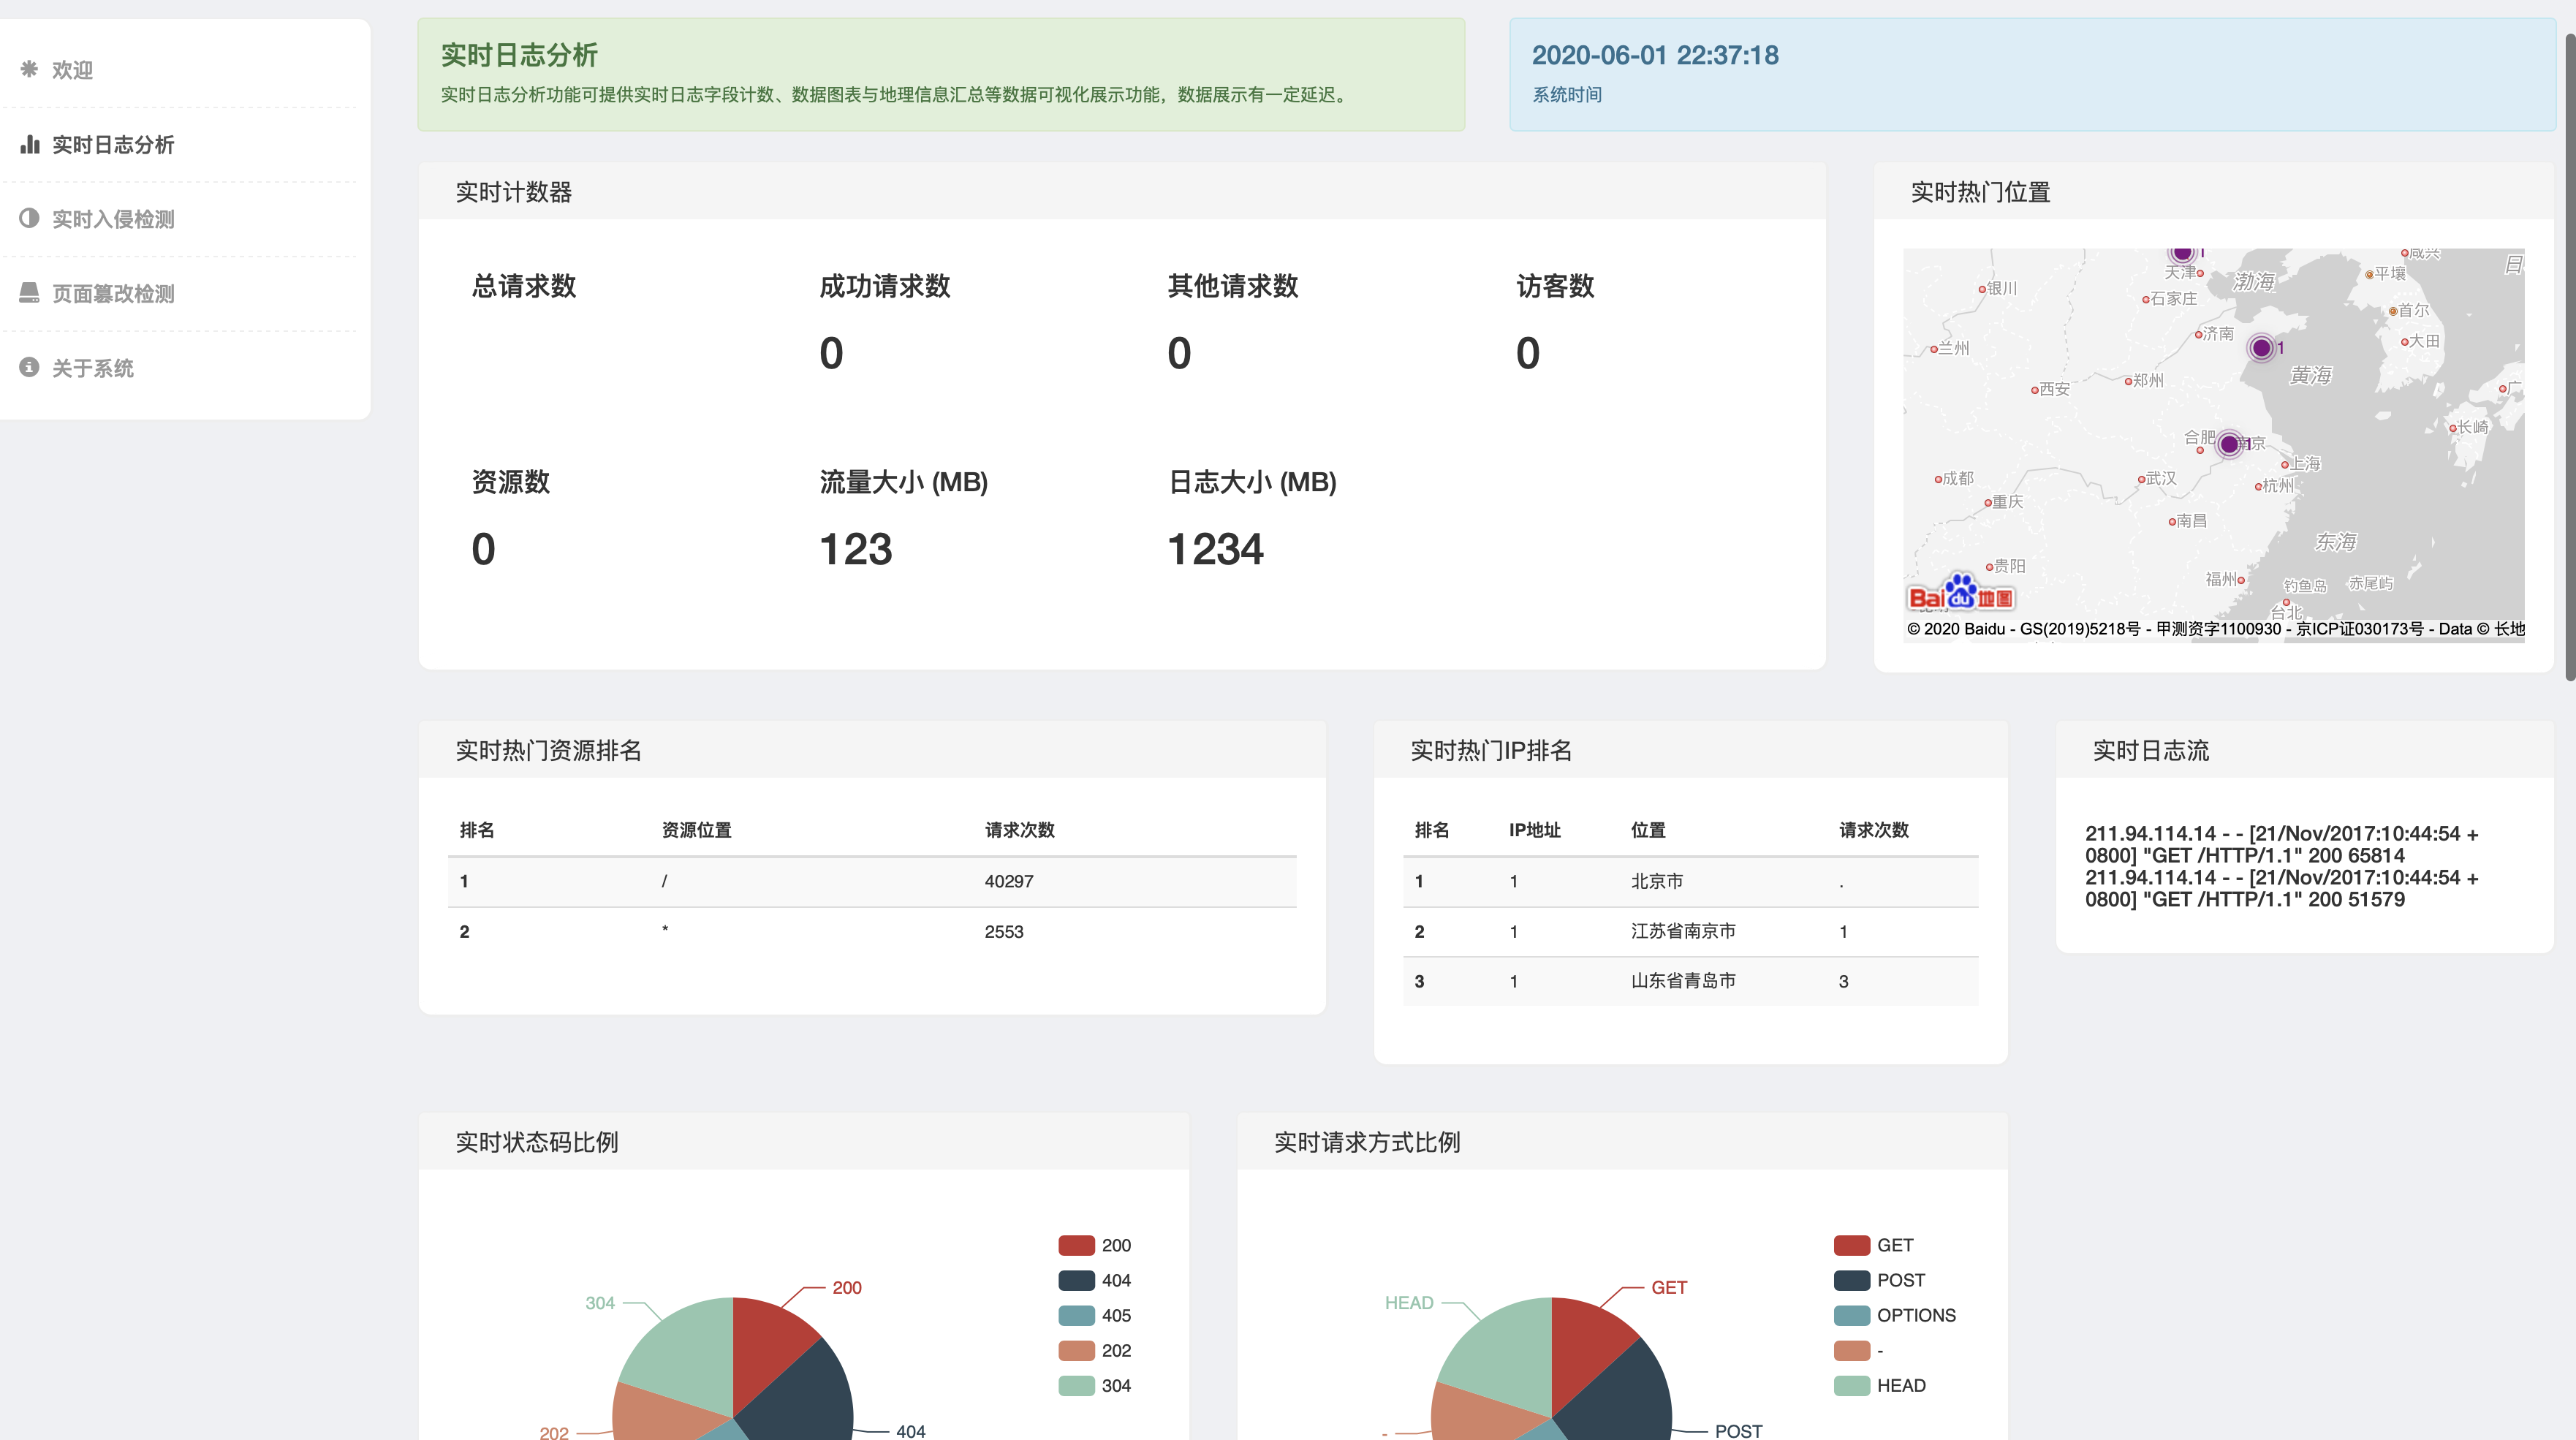 欢迎
实时日志分析
实时入侵检测
页面篡改检测
关于系统
实时日志分析
实时日志分析功能可提供实时日志字段计数、数据图表与地理信息汇总等数据可视化展示功能，数据展示有一定延迟。
2020-06-01 22:37:18
系统时间
实时计数器
总请求数 成功请求数 其他请求数 访客数
0 0 0
资源数 流量大小 (MB) 日志大小 (MB)
0 123 1234
实时热门位置
1
咸兴
天津
渤海
平壤
日
银川
石家庄
首尔
济南
大田
兰州
1
黄海
西安
郑州
广
长崎
合肥
1
南京
上海
成都
武汉
杭州
重庆
南昌
东海
贵阳
福州
钓鱼岛
赤尾屿
台北
Bai du 地图
© 2020 Baidu - GS(2019)5218号 - 甲测资字1100930 - 京ICP证030173号 - Data © 长地
实时热门资源排名
排名 资源位置 请求次数
1 / 40297
2 * 2553
实时热门IP排名
排名 IP地址 位置 请求次数
1 1 北京市 .
2 1 江苏省南京市 1
3 1 山东省青岛市 3
实时日志流
211.94.114.14 - - [21/Nov/2017:10:44:54 +
0800] "GET /HTTP/1.1" 200 65814
211.94.114.14 - - [21/Nov/2017:10:44:54 +
0800] "GET /HTTP/1.1" 200 51579
实时状态码比例
200
404
405
202
304
200
304
202
404
实时请求方式比例
GET
POST
OPTIONS
-
HEAD
GET
HEAD
-
POST